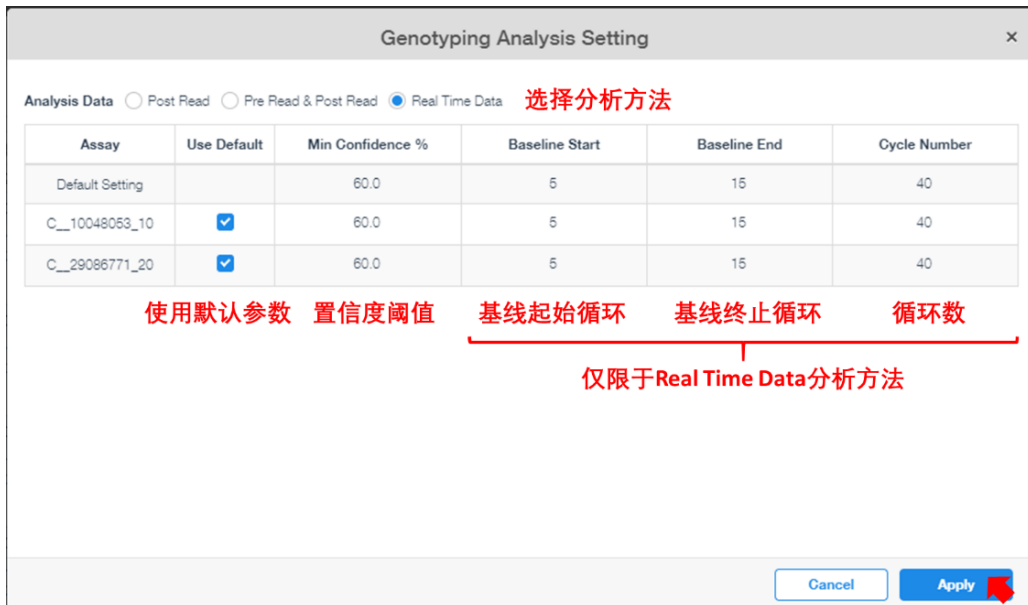 Genotyping Analysis Setting ×
Analysis Data Post Read Pre Read & Post Read Real Time Data 选择分析方法
Assay Use Default Min Confidence % Baseline Start Baseline End Cycle Number
Default Setting 60.0 5 15 40
C__10048053_10 60.0 5 15 40
C__29086771_20 60.0 5 15 40
使用默认参数 置信度阈值 基线起始循环 基线终止循环 循环数
仅限于Real Time Data分析方法
Cancel Apply